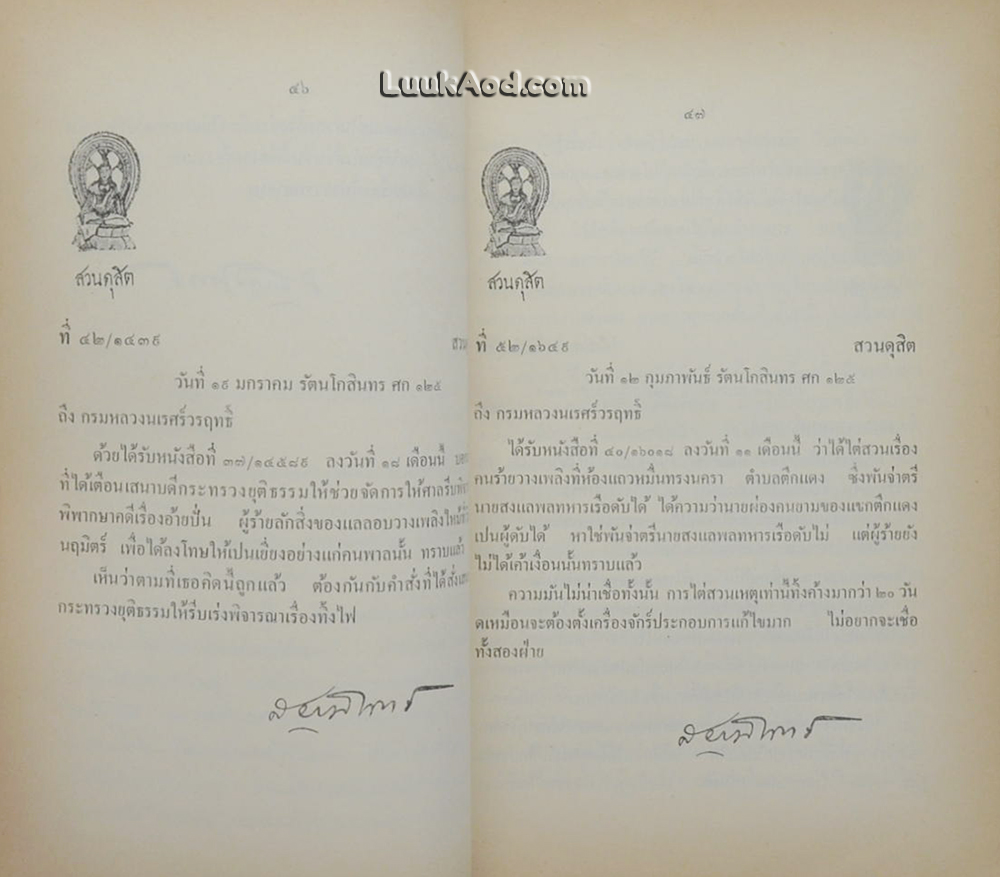 LuukAod.com
๔๖
สวนดุสิต
ที่ ๔๒/๑๔๓๙
วันที่ ๑๙ มกราคม รัตนโกสินทร ศก ๑๒๕
ถึง กรมหลวงนเรศร์วรฤทธิ์
ด้วยได้รับหนังสือที่ ๓๗/๑๔๕๘๙ ลงวันที่ ๑๘ เดือนนี้
ที่ได้เตือนเสนาบดีกระทรวงยุติธรรมให้ช่วยจัดการให้ศาลรีบ
พิพากษาคดีเรื่องอ้ายปั่น ผู้ร้ายลักสิ่งของแลลอบวางเพลิง
นฤมิตร์ เพื่อได้ลงโทษให้เปนเยี่ยงอย่างแก่คนพาลนั้น ทราบแล้ว
เห็นว่าตามที่เธอคิดนี้ถูกแล้ว ต้องกันกับคำสั่งที่ได้สั่ง
กระทรวงยุติธรรมให้รีบเร่งพิจารณาเรื่องทิ้งไฟ
๔๗
สวนดุสิต
ที่ ๕๒/๑๖๔๙ สวนดุสิต
วันที่ ๑๒ กุมภาพันธ์ รัตนโกสินทร ศก ๑๒๕
ถึง กรมหลวงนเรศร์วรฤทธิ์
ได้รับหนังสือที่ ๔๐/๑๖๐๑๘ ลงวันที่ ๑๑ เดือนนี้ ว่าได้ไต่สวนเรื่อง
คนร้ายวางเพลิงที่ห้องแถวหมื่นทรงนครา ตำบลตึกแดง ซึ่งพันจ่าตรี
นายสงแลพลทหารเรือดับได้ ได้ความว่านายผ่องคนยามของแขกตึกแดง
เปนผู้ดับได้ หาใช่พันจ่าตรีนายสงแลพลทหารเรือดับไม่ แต่ผู้ร้ายยัง
ไม่ได้เค้าเงื่อนนั้นทราบแล้ว
ความมันไม่น่าเชื่อทั้งนั้น การไต่สวนเหตุเท่านี้ทิ้งค้างมากว่า ๒๐ วัน
ดูเหมือนจะต้องตั้งเครื่องจักร์ประกอบการแก้ไขมาก ไม่อยากจะเชื่อ
ทั้งสองฝ่าย